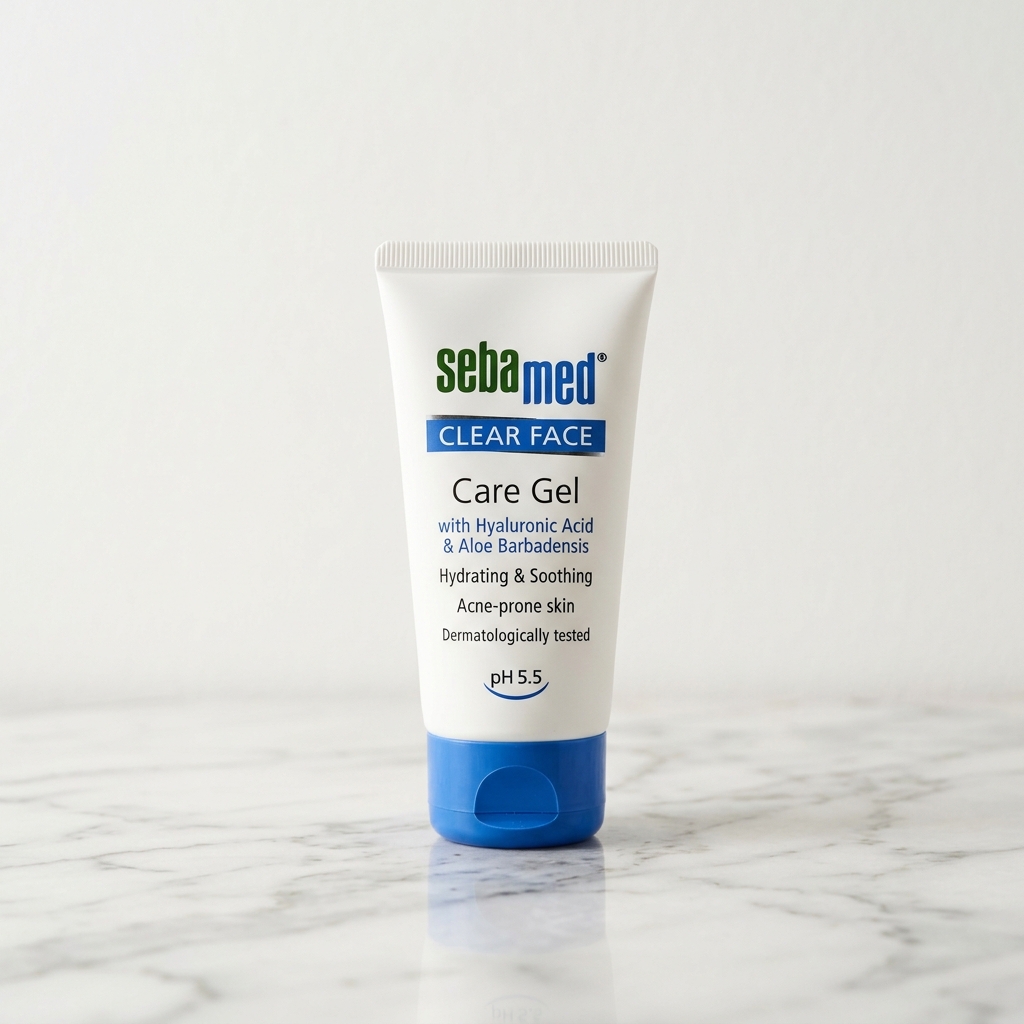 sebamed®
CLEAR FACE
Care Gel
with Hyaluronic Acid
& Aloe Barbadensis
Hydrating & Soothing
Acne-prone skin
Dermatologically tested
pH 5.5